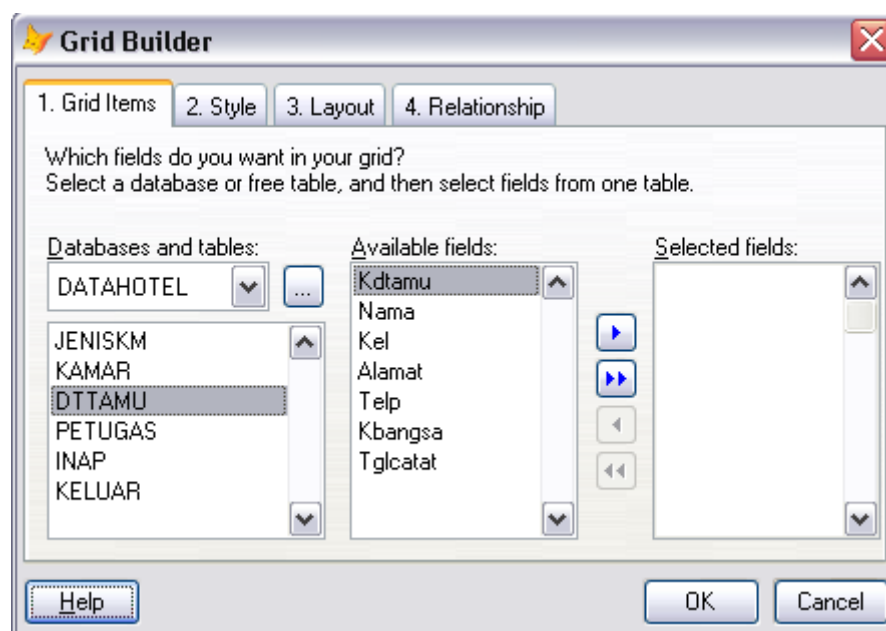 Grid Builder
1. Grid Items
2. Style
3. Layout
4. Relationship
Which fields do you want in your grid?
Select a database or free table, and then select fields from one table.
Databases and tables:
DATAHOTEL
...
JENISKM
KAMAR
DTTAMU
PETUGAS
INAP
KELUAR
Available fields:
Kdtamu
Nama
Kel
Alamat
Telp
Kbangsa
Tglcatat
Selected fields:
Help
OK
Cancel